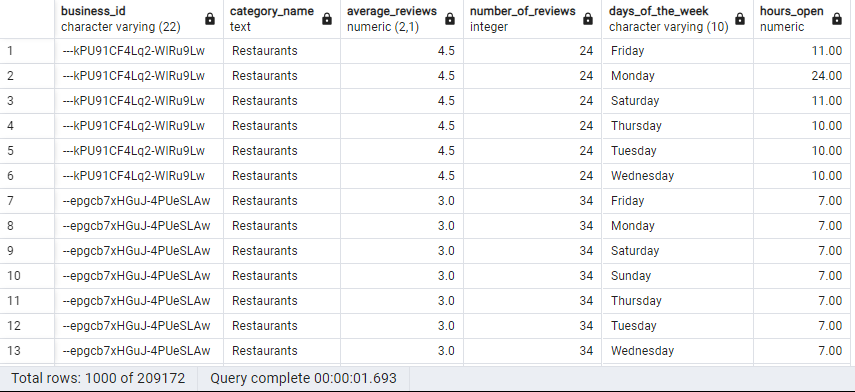 business_id category_name average_reviews number_of_reviews days_of_the_week hours_open
character varying (22) text numeric (2,1) integer character varying (10) numeric
1 ---kPU91CF4Lq2-WlRu9Lw Restaurants 4.5 24 Friday 11.00
2 ---kPU91CF4Lq2-WlRu9Lw Restaurants 4.5 24 Monday 24.00
3 ---kPU91CF4Lq2-WlRu9Lw Restaurants 4.5 24 Saturday 11.00
4 ---kPU91CF4Lq2-WlRu9Lw Restaurants 4.5 24 Thursday 10.00
5 ---kPU91CF4Lq2-WlRu9Lw Restaurants 4.5 24 Tuesday 10.00
6 ---kPU91CF4Lq2-WlRu9Lw Restaurants 4.5 24 Wednesday 10.00
7 --epgcb7xHGuJ-4PUeSLAw Restaurants 3.0 34 Friday 7.00
8 --epgcb7xHGuJ-4PUeSLAw Restaurants 3.0 34 Monday 7.00
9 --epgcb7xHGuJ-4PUeSLAw Restaurants 3.0 34 Saturday 7.00
10 --epgcb7xHGuJ-4PUeSLAw Restaurants 3.0 34 Sunday 7.00
11 --epgcb7xHGuJ-4PUeSLAw Restaurants 3.0 34 Thursday 7.00
12 --epgcb7xHGuJ-4PUeSLAw Restaurants 3.0 34 Tuesday 7.00
13 --epgcb7xHGuJ-4PUeSLAw Restaurants 3.0 34 Wednesday 7.00
Total rows: 1000 of 209172 Query complete 00:00:01.693